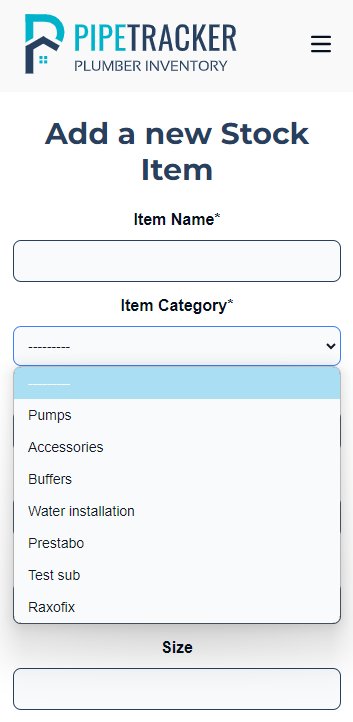 PIPETRACKER
PLUMBER INVENTORY
Add a new Stock
Item
Item Name*
Item Category*
---------
---------
Pumps
Accessories
Buffers
Water installation
Prestabo
Test sub
Raxofix
Size